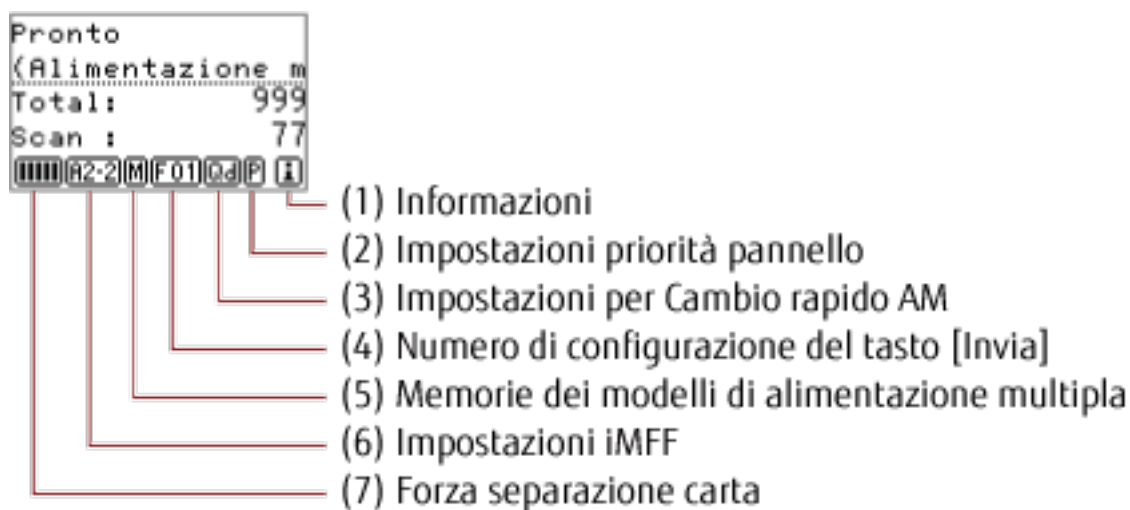 Pronto
(Alimentazione m
Total: 999
Scan : 77
A2-2 M F 01 Qd P i
(1) Informazioni
(2) Impostazioni priorità pannello
(3) Impostazioni per Cambio rapido AM
(4) Numero di configurazione del tasto [Invia]
(5) Memorie dei modelli di alimentazione multipla
(6) Impostazioni iMFF
(7) Forza separazione carta